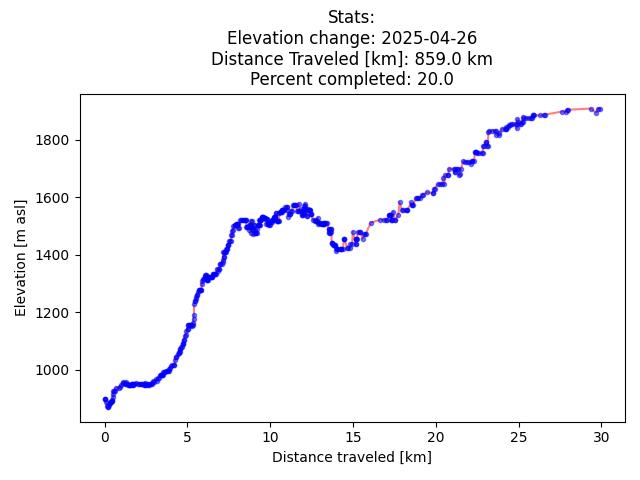 Stats:
Elevation change: 2025-04-26
Distance Traveled [km]: 859.0 km
Percent completed: 20.0
1800
1600
1400
1200
1000
Elevation [m asl]
0 5 10 15 20 25 30
Distance traveled [km]